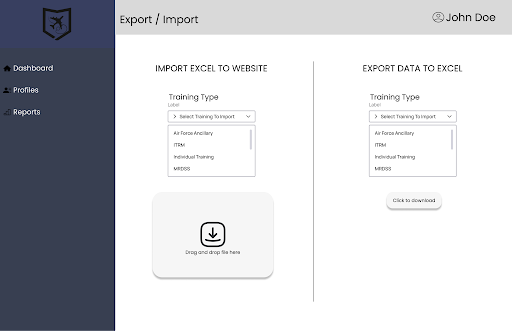 Export / Import
John Doe
Dashboard
Profiles
Reports
IMPORT EXCEL TO WEBSITE
Training Type
Label
Select Training To Import
Air Force Ancillary
ITRM
Individual Training
MRDSS
Drag and drop file here
EXPORT DATA TO EXCEL
Training Type
Label
Select Training To Import
Air Force Ancillary
ITRM
Individual Training
MRDSS
Click to download